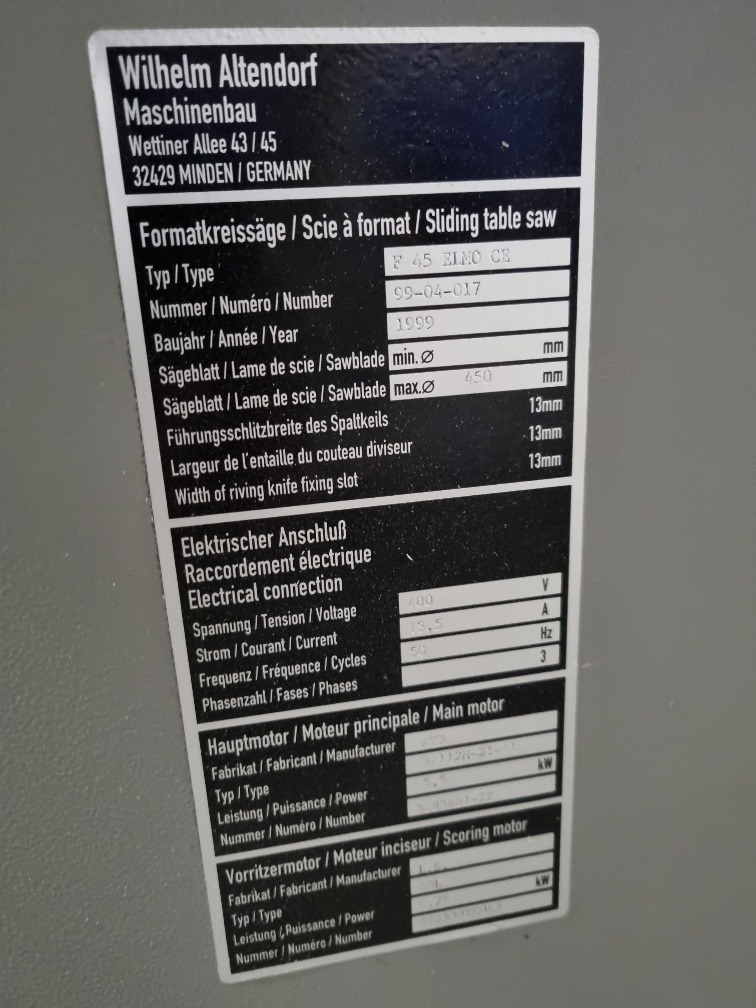 Wilhelm Altendorf
Maschinenbau
Wettiner Allee 43 / 45
32429 MINDEN / GERMANY
Formatkreissäge / Scie à format / Sliding table saw
Typ / Type F 45 ELMO CE
Nummer / Numéro / Number 99-04-017
Baujahr / Année / Year 1999
Sägeblatt / Lame de scie / Sawblade min. Ø mm
Sägeblatt / Lame de scie / Sawblade max. Ø 450 mm
Führungsschlitzbreite des Spaltkeils 13mm
Largeur de l'entaille du couteau diviseur 13mm
Width of riving knife fixing slot 13mm
Elektrischer Anschluß
Raccordement électrique
Electrical connection
Spannung / Tension / Voltage 400 V
Strom / Courant / Current A
Frequenz / Fréquence / Cycles 50 Hz
Phasenzahl / Fases / Phases 3
Hauptmotor / Moteur principale / Main motor
Fabrikat / Fabricant / Manufacturer
Typ / Type
Leistung / Puissance / Power 5,5 kW
Nummer / Numéro / Number
Vorritzermotor / Moteur inciseur / Scoring motor
Fabrikat / Fabricant / Manufacturer
Typ / Type
Leistung / Puissance / Power kW
Nummer / Numéro / Number